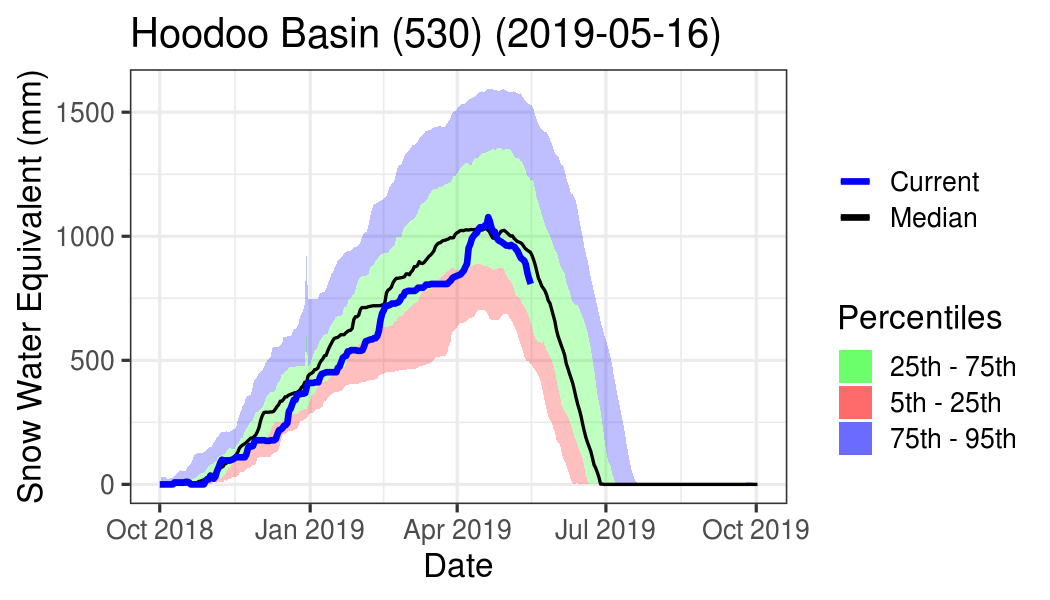 Hoodoo Basin (530) (2019-05-16)
Snow Water Equivalent (mm)
1500
1000
500
0
Oct 2018
Jan 2019
Apr 2019
Jul 2019
Oct 2019
Date
Current
Median
Percentiles
25th - 75th
5th - 25th
75th - 95th